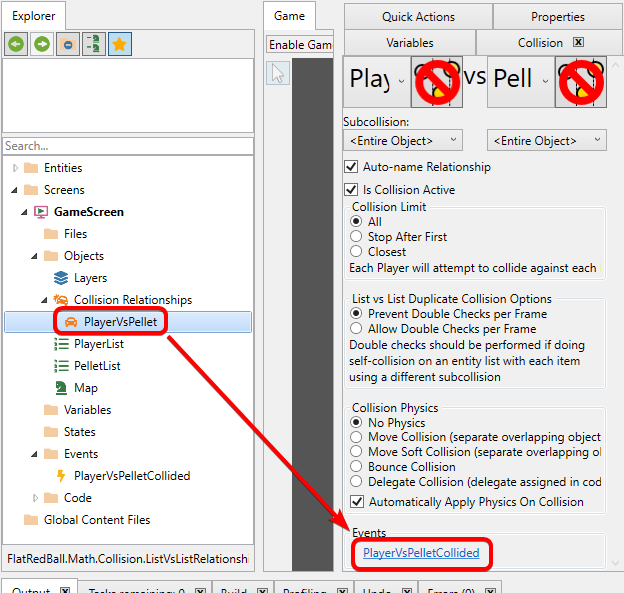 Explorer
Search...
Entities
Screens
GameScreen
Files
Objects
Layers
Collision Relationships
PlayerVsPellet
PlayerList
PelletList
Map
Variables
States
Events
PlayerVsPelletCollided
Code
Global Content Files
FlatRedBall.Math.Collision.ListVsListRelationsh
Game
Enable Gam
Quick Actions
Properties
Variables
Collision
Play vs Pell
Subcollision:
<Entire Object> <Entire Object>
Auto-name Relationship
Is Collision Active
Collision Limit
All
Stop After First
Closest
Each Player will attempt to collide against each
List vs List Duplicate Collision Options
Prevent Double Checks per Frame
Allow Double Checks per Frame
Double checks should be performed if doing
self-collision on an entity list with each item
using a different subcollision
Collision Physics
No Physics
Move Collision (separate overlapping object
Move Soft Collision (separate overlapping ol
Bounce Collision
Delegate Collision (delegate assigned in cod
Automatically Apply Physics On Collision
Events
PlayerVsPelletCollided
Output Tasks remaining: 0 Build Profiling Undo Errors (0)